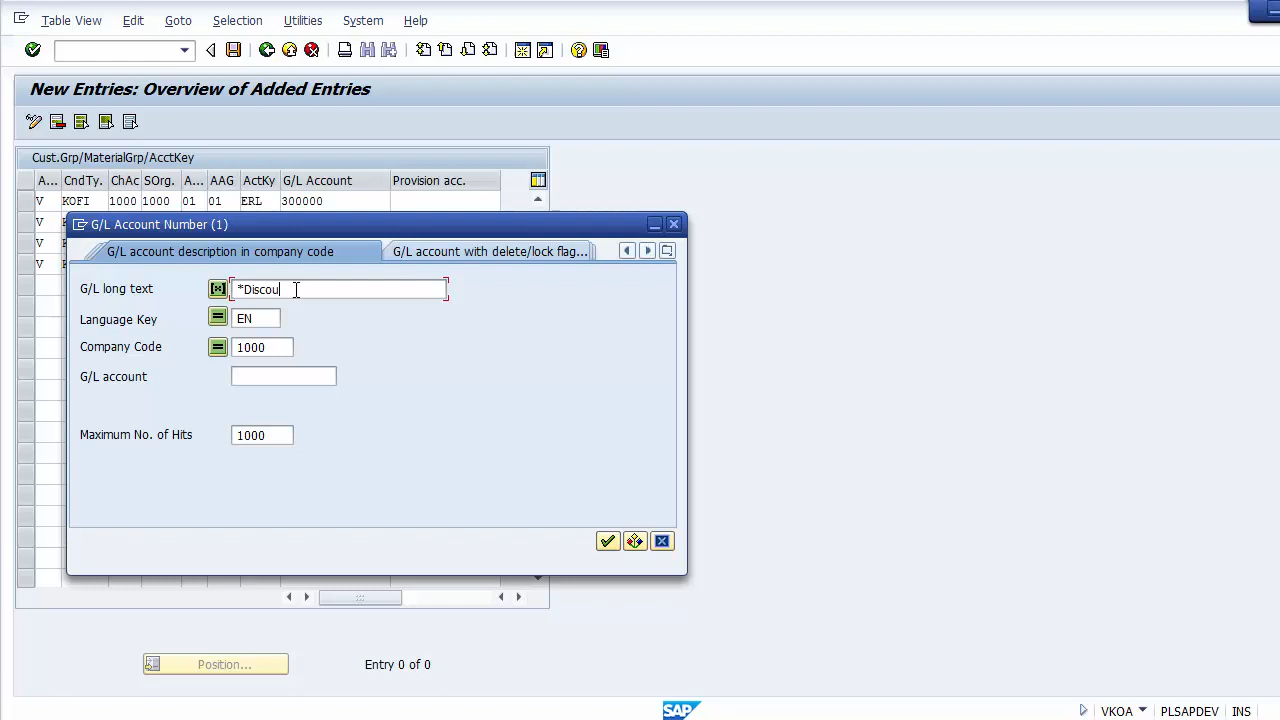 Table View Edit Goto Selection Utilities System Help
New Entries: Overview of Added Entries
Cust.Grp/MaterialGrp/AcctKey
A... CndTy. ChAc SOrg. A... AAG ActKy G/L Account Provision acc.
V KOFI 1000 1000 01 01 ERL 300000
V
V
V
G/L Account Number (1)
G/L account description in company code G/L account with delete/lock flag...
G/L long text *Discou
Language Key EN
Company Code 1000
G/L account
Maximum No. of Hits 1000
Position... Entry 0 of 0
SAP VKOA PLSAPDEV INS